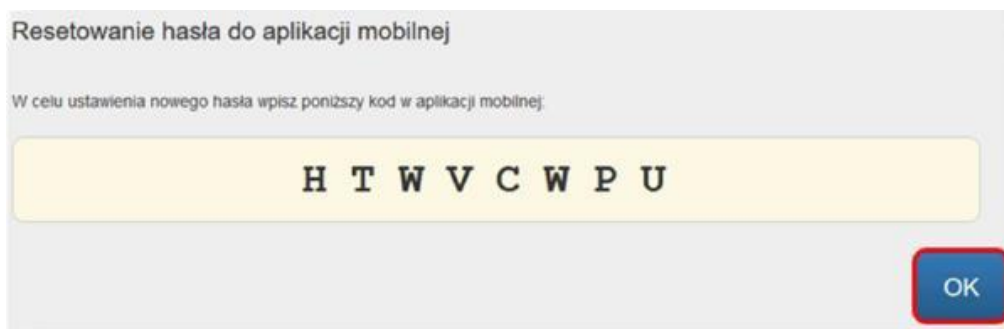 Resetowanie hasła do aplikacji mobilnej
W celu ustawienia nowego hasła wpisz poniższy kod w aplikacji mobilnej:
H T W V C W P U
OK